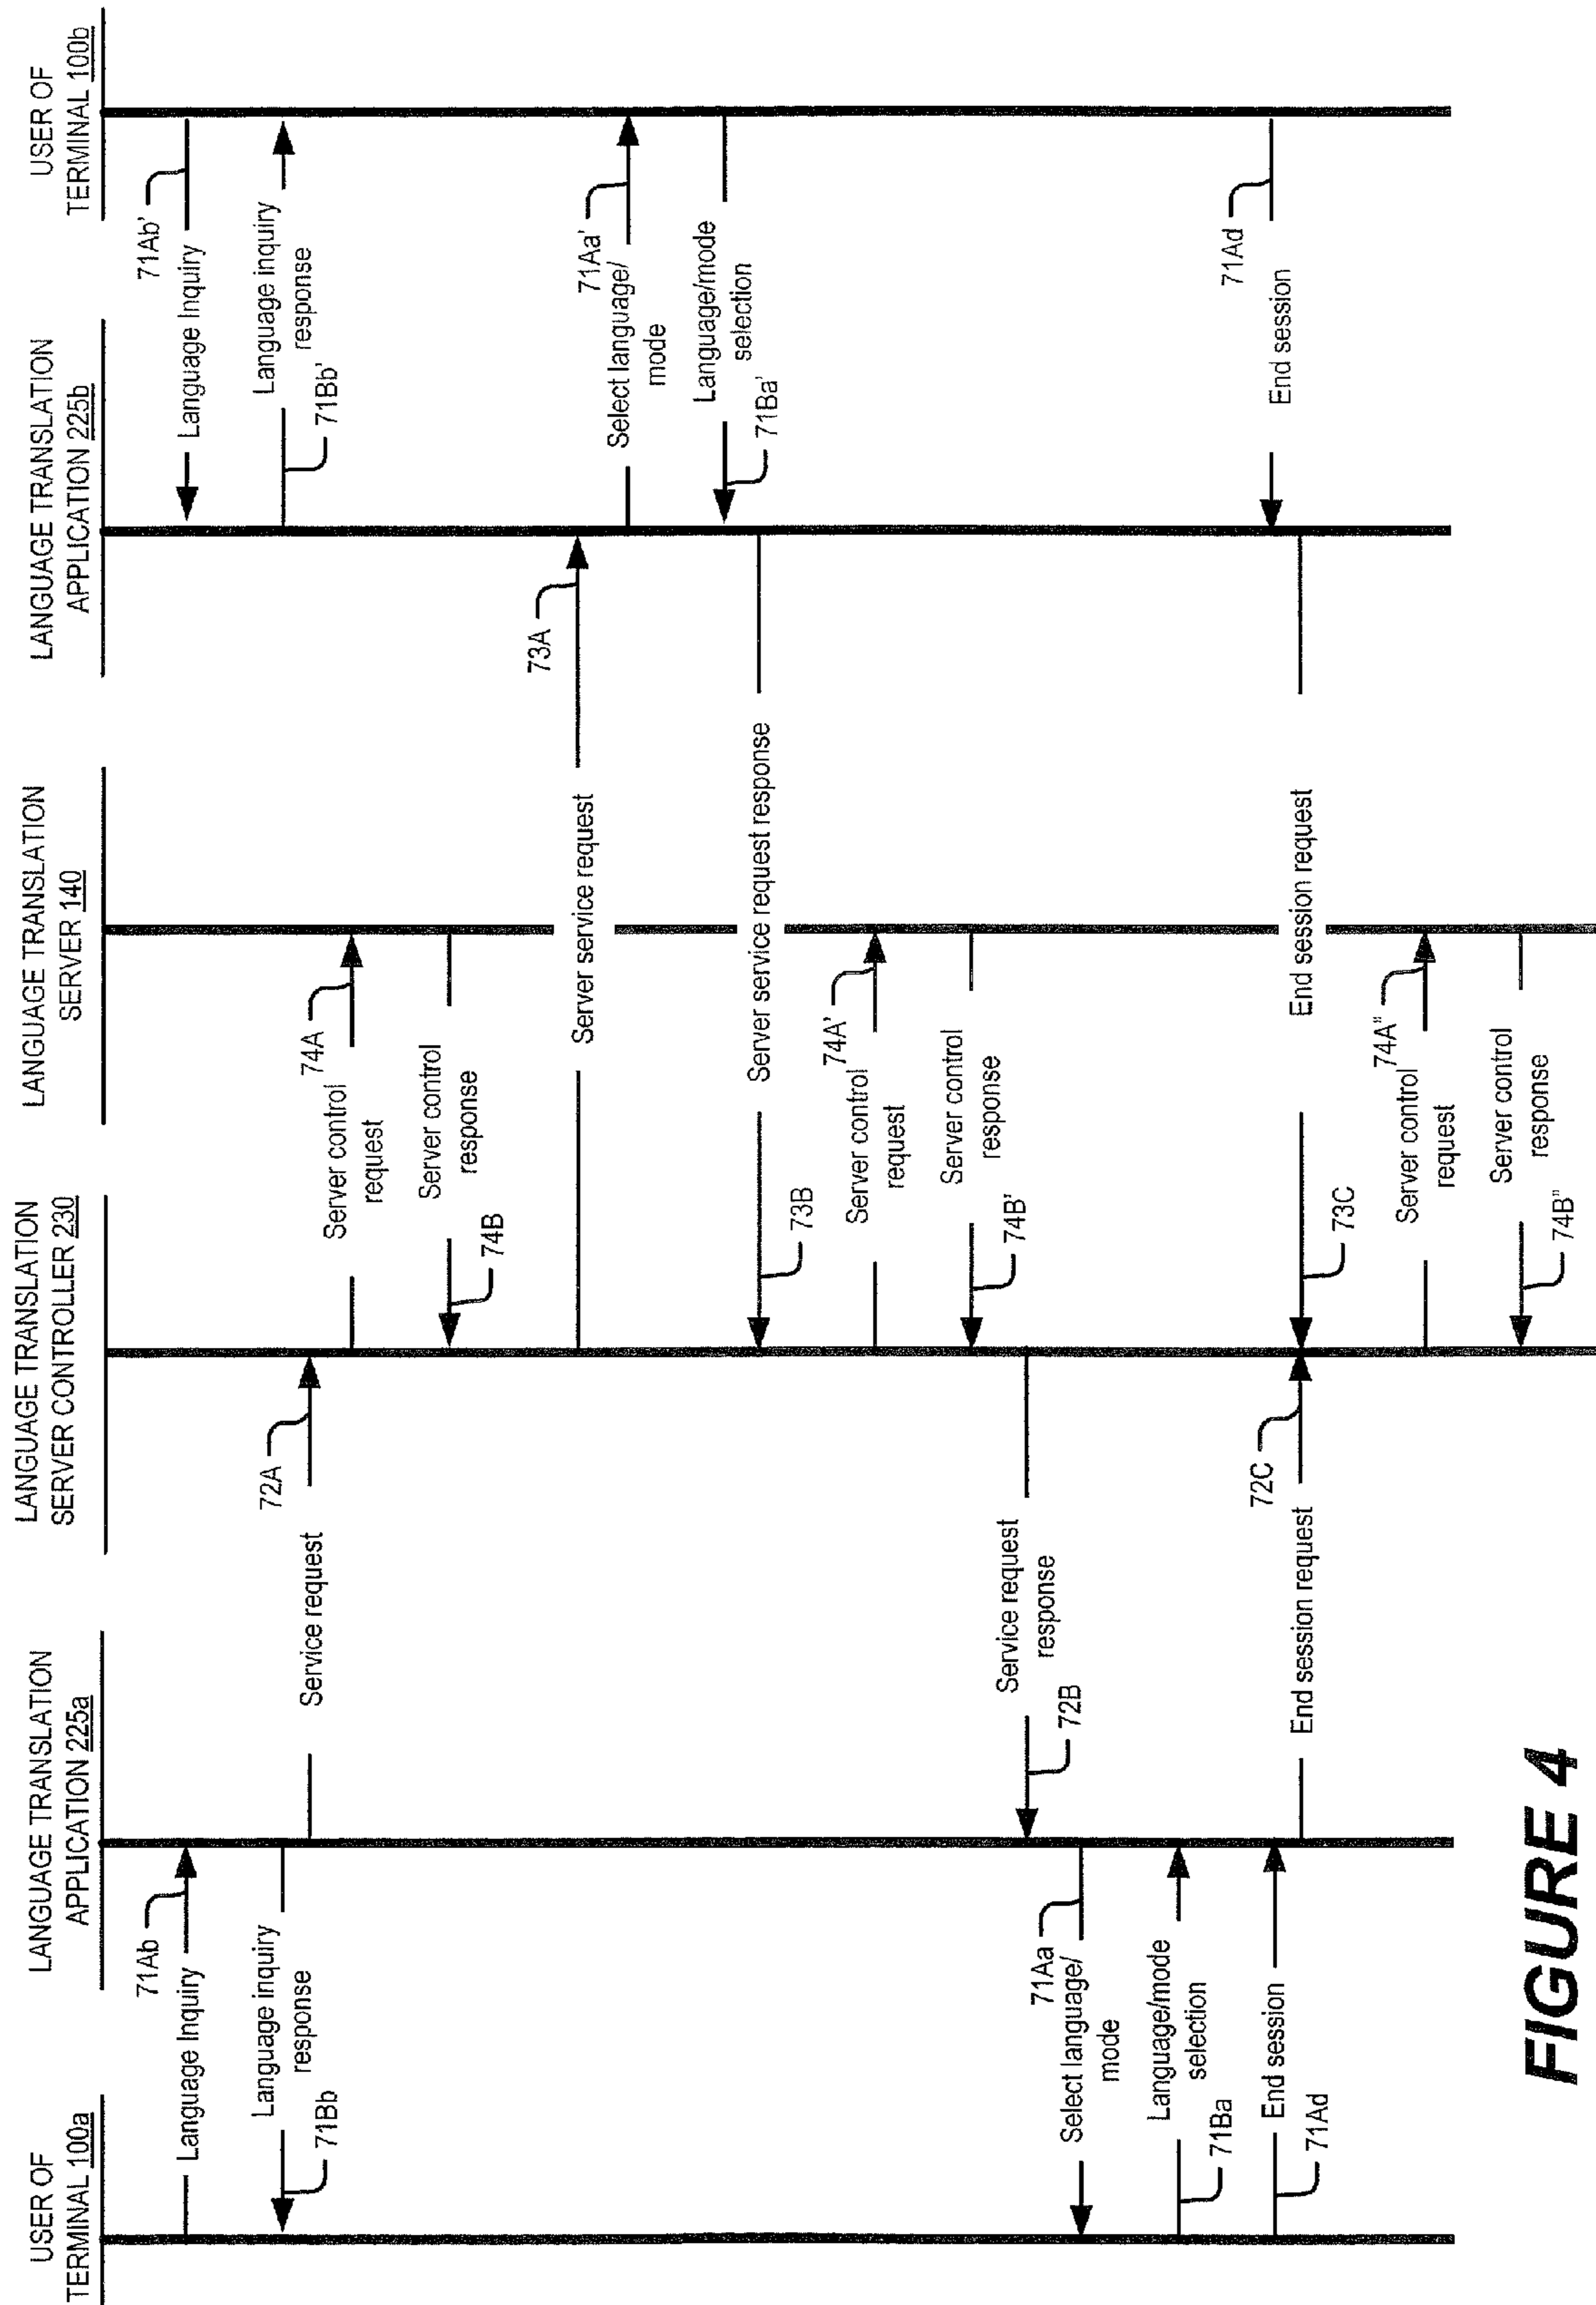 USER OF
TERMINAL 100a
LANGUAGE TRANSLATION
APPLICATION 225a
LANGUAGE TRANSLATION
SERVER CONTROLLER 230
LANGUAGE TRANSLATION
SERVER 140
LANGUAGE TRANSLATION
APPLICATION 225b
USER OF
TERMINAL 100b
71Ab
Language Inquiry
71Ab'
Language Inquiry
Language inquiry
response
71Bb
Language inquiry
response
71Bb'
72A
Service request
74A
Server control
request
Server control
response
74B
73A
Server service request
71Aa'
Select language/
mode
Language/mode
selection
71Ba'
Server service request response
73B
74A'
Server control
request
Server control
response
74B'
Service request
response
72B
71Aa
Select language/
mode
Language/mode
selection
71Ba
End session
71Ad
71Ad
End session
72C
End session request
End session request
73C
74A"
Server control
request
Server control
response
74B"
FIGURE 4